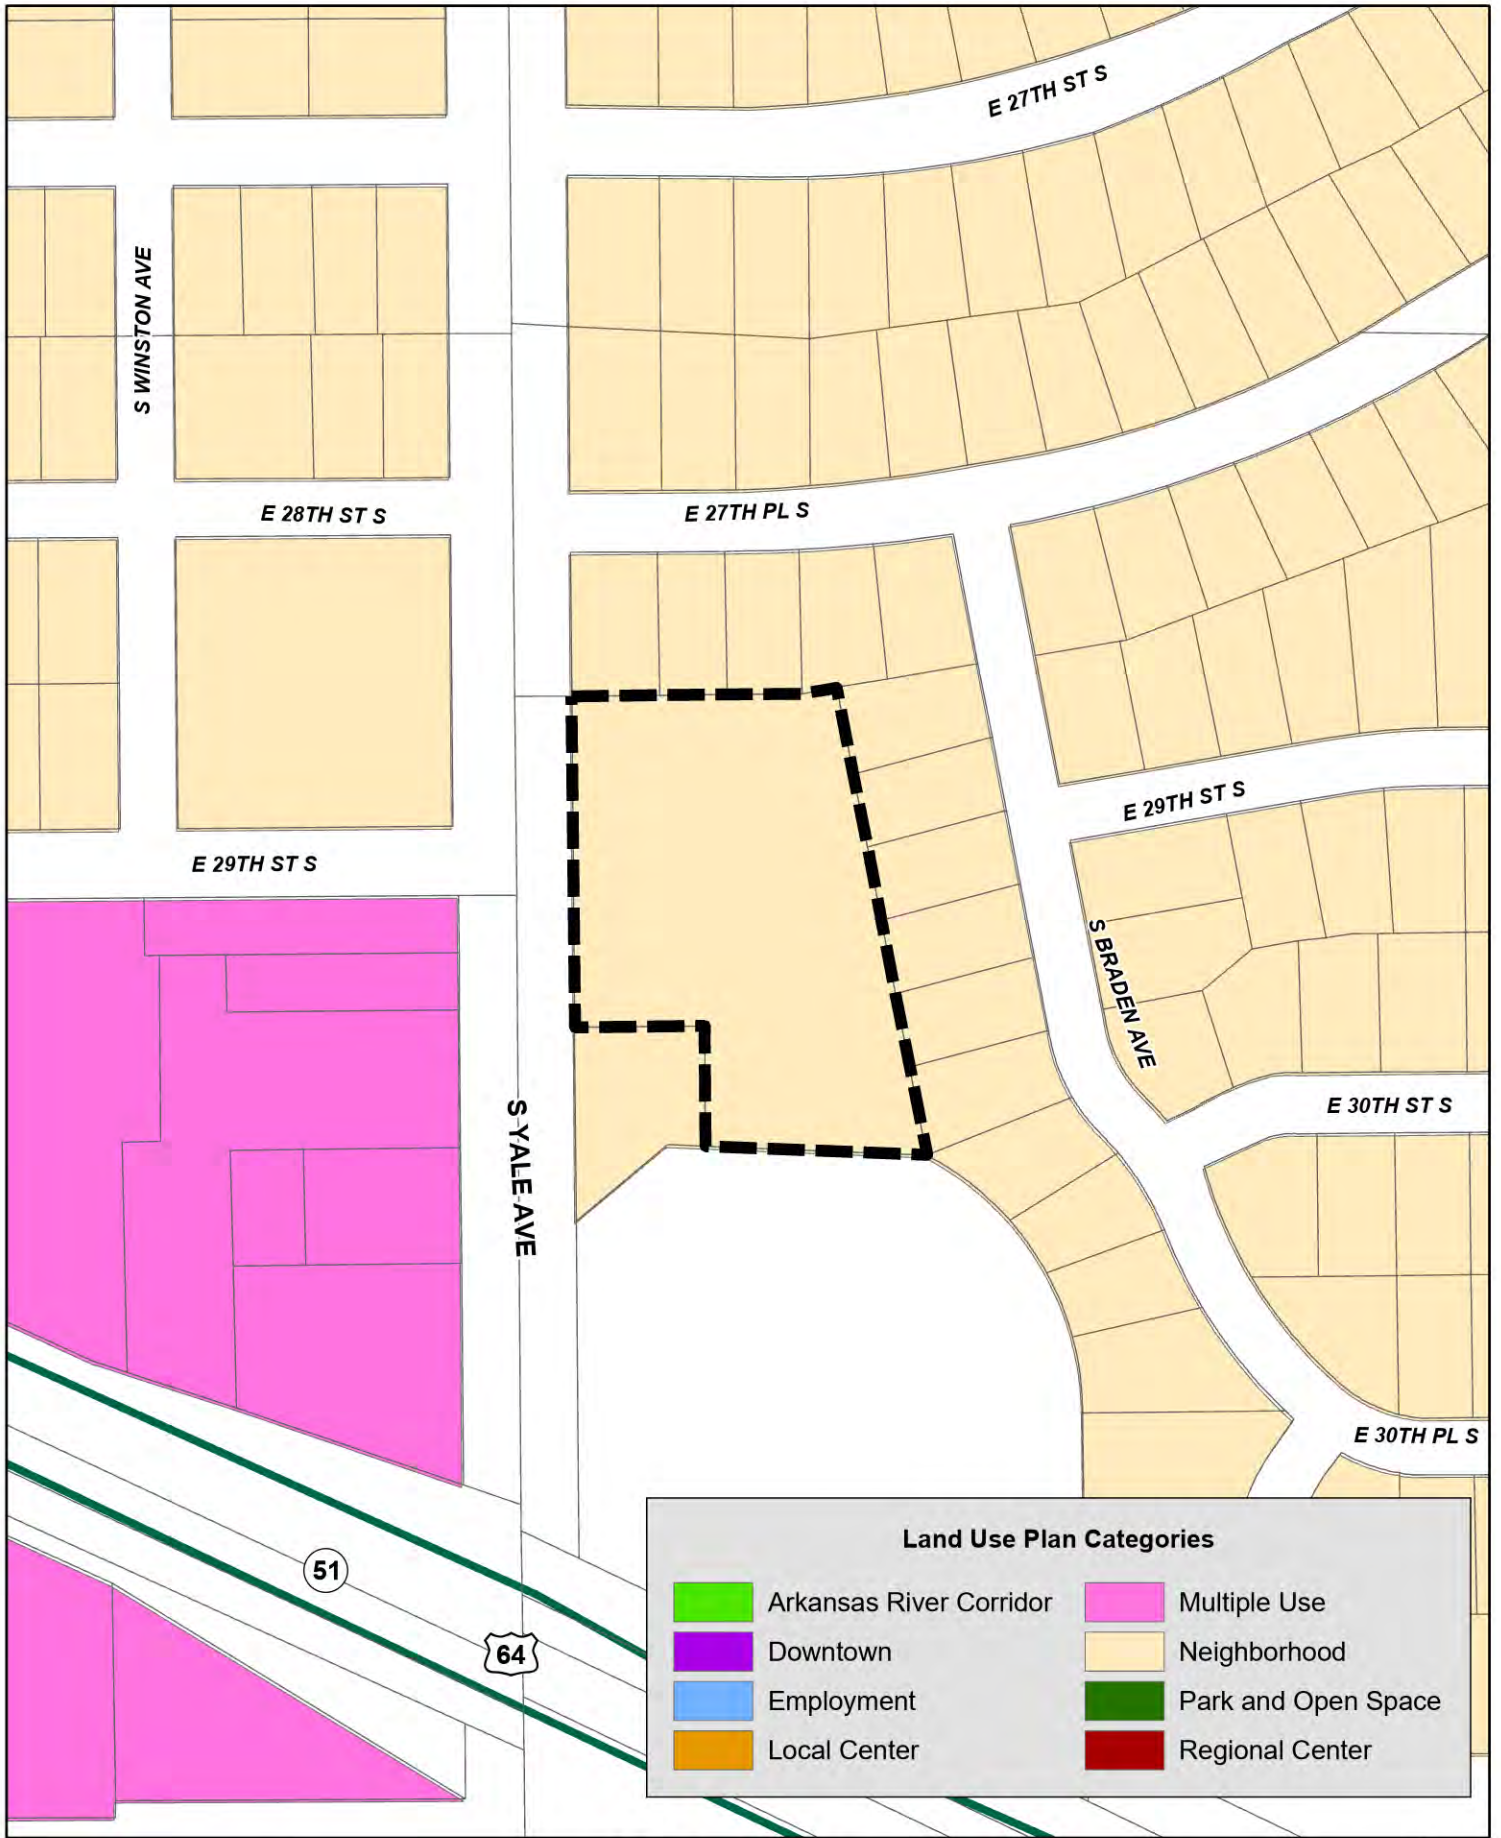 E 27TH ST S
S WINSTON AVE
E 28TH ST S
E 27TH PL S
E 29TH ST S
E 29TH ST S
S BRADEN AVE
S YALE AVE
E 30TH ST S
E 30TH PL S
51
64
Land Use Plan Categories
Arkansas River Corridor
Multiple Use
Downtown
Neighborhood
Employment
Park and Open Space
Local Center
Regional Center